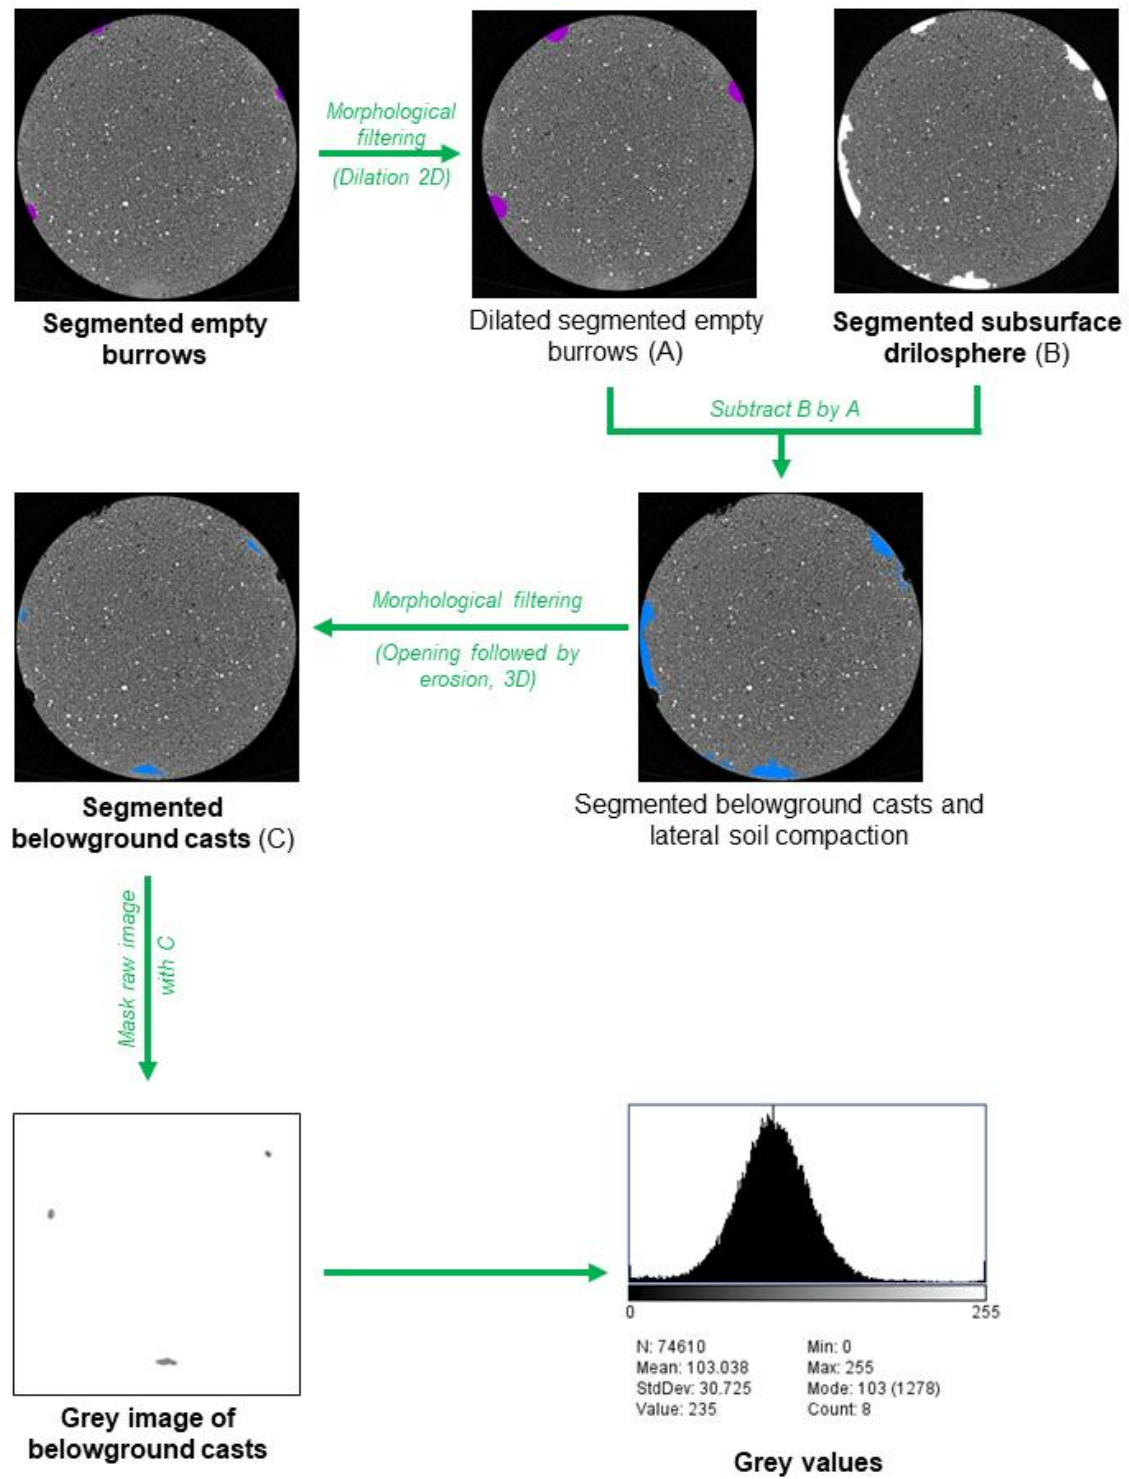 Morphological
filtering
(Dilation 2D)
Segmented empty
burrows
Dilated segmented empty
burrows (A)
Segmented subsurface
drilosphere (B)
Subtract B by A
Morphological filtering
(Opening followed by
erosion, 3D)
Segmented
belowground casts (C)
Segmented belowground casts and
lateral soil compaction
Mask raw image
with C
0
255
N: 74610
Min: 0
Mean: 103.038
Max: 255
StdDev: 30.725
Mode: 103 (1278)
Value: 235
Count: 8
Grey image of
belowground casts
Grey values